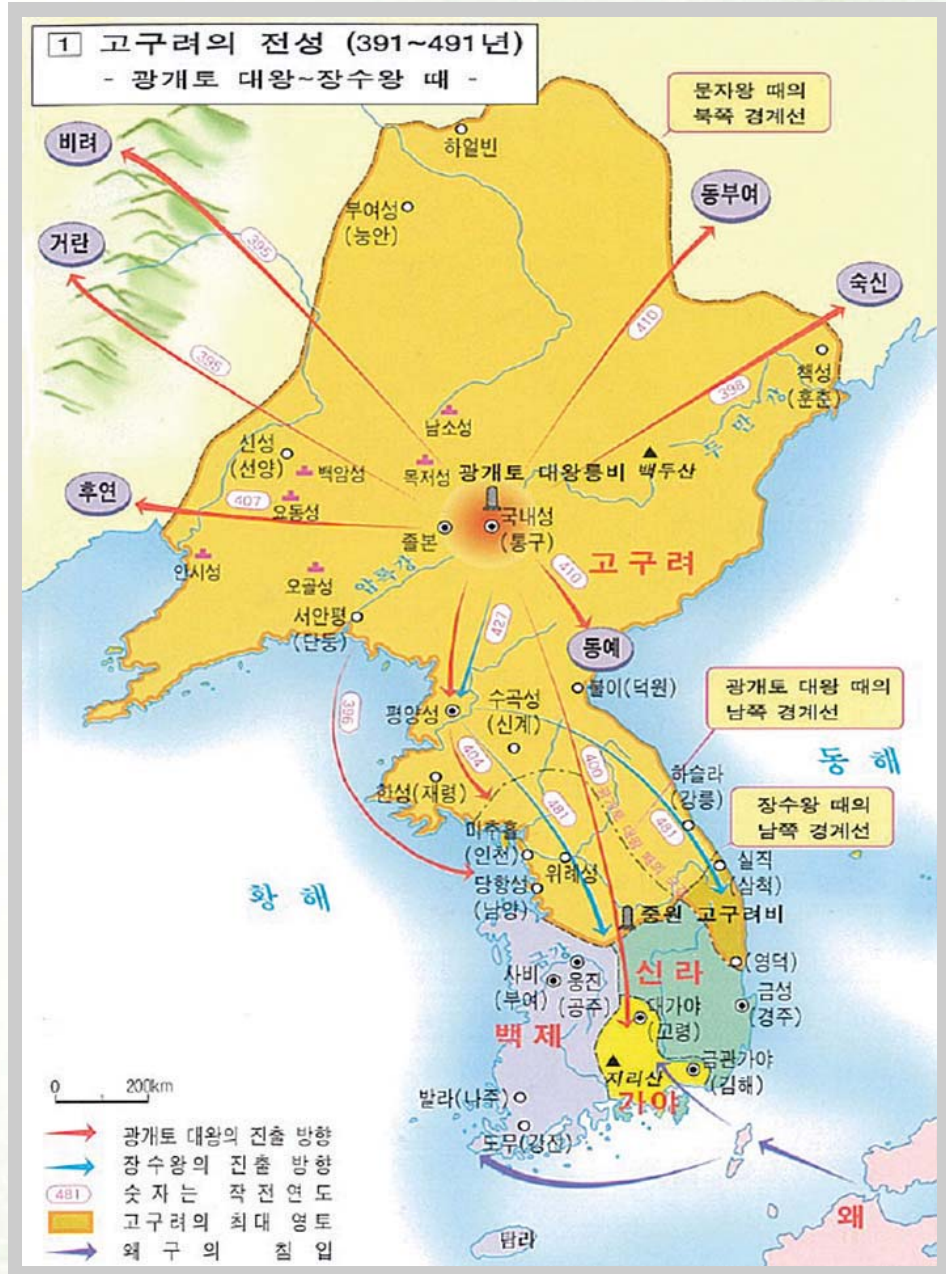 1 고구려의 전성 (391~491년)
- 광개토 대왕~장수왕 때 -
문자왕 때의
북쪽 경계선
비려
하얼빈
동부여
부여성
(눙안)
거란
395
숙신
410
395
398
책성
(훈춘)
두만강
남소성
신성
(선양)
백암성
목저성
광개토 대왕릉비
백두산
후연
407
요동성
졸본
국내성
(통구)
고구려
안시성
오골성
압록강
410
서안평
(단둥)
427
동예
불이(덕원)
광개토 대왕 때의
남쪽 경계선
396
평양성
수곡성
(신계)
동해
404
400
하슬라
(강릉)
한성(재령)
장수왕 때의
남쪽 경계선
481
481
미추홀
(인천)
위례성
실직
(삼척)
당항성
(남양)
황해
중원 고구려비
금강
신라
(영덕)
사비
(부여)
웅진
(공주)
대가야
(고령)
금성
(경주)
백제
지리산
금관가야
(김해)
가야
0 200km
발라(나주)
도무(강진)
광개토 대왕의 진출 방향
장수왕의 진출 방향
481 숫자는 작전연도
고구려의 최대 영토
왜구의 침입
탐라
왜